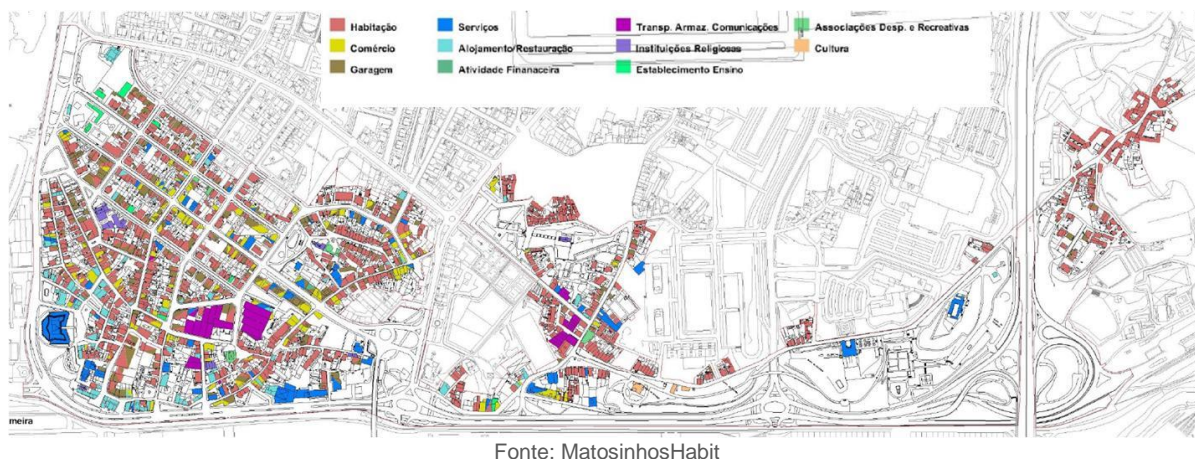 Habitação
Serviços
Transp. Armaz. Comunicações
Associações Desp. e Recreativas
Comércio
Alojamento/Restauração
Instituições Religiosas
Cultura
Garagem
Atividade Finanaceira
Establecimento Ensino
meira
Fonte: MatosinhosHabit